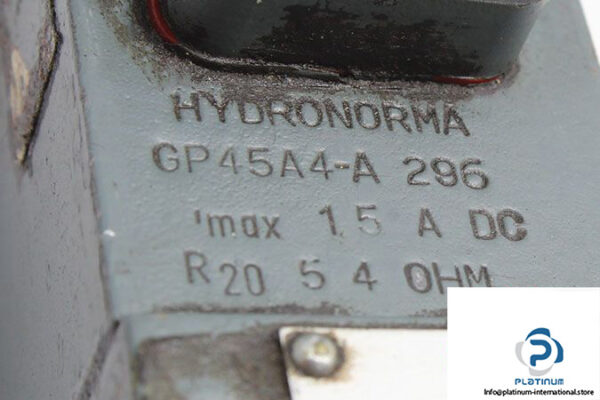 HYDRONORMA
GP45A4-A 296
Imax 1.5 A DC
R20 5 4 OHM
PLATINUM
Info@platinum-international.store